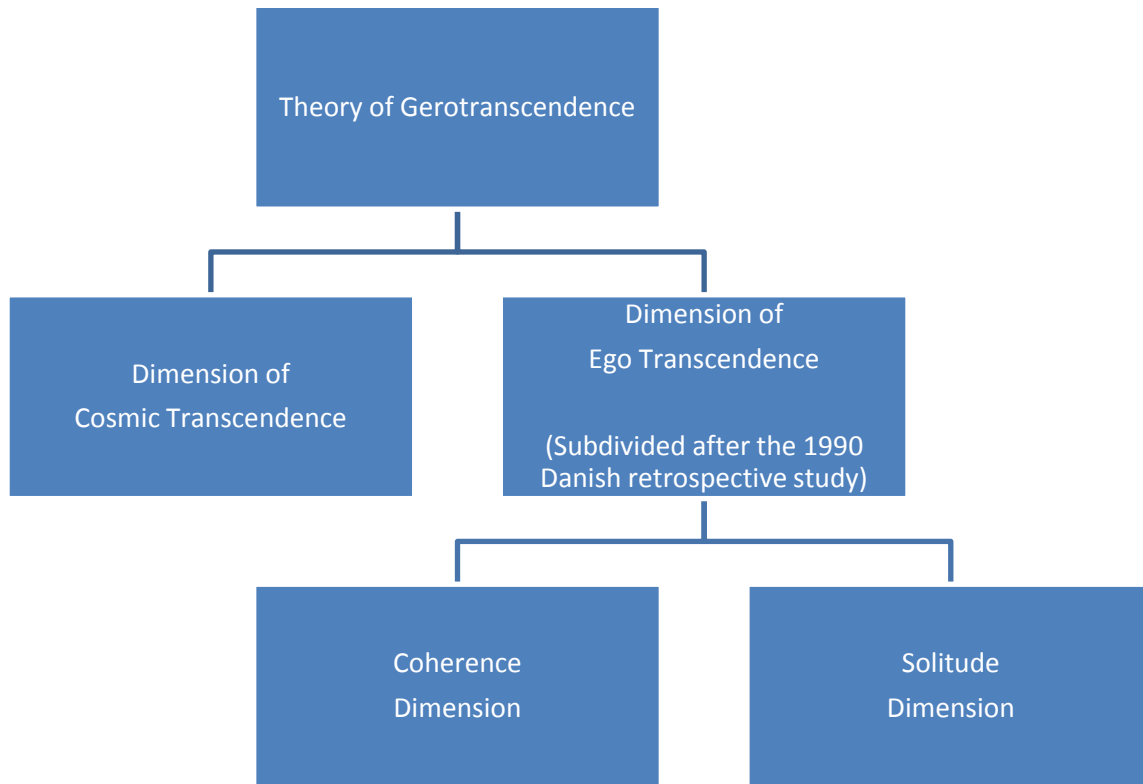 Theory of Gerotranscendence
Dimension of
Cosmic Transcendence
Dimension of
Ego Transcendence
(Subdivided after the 1990
Danish retrospective study)
Coherence
Dimension
Solitude
Dimension